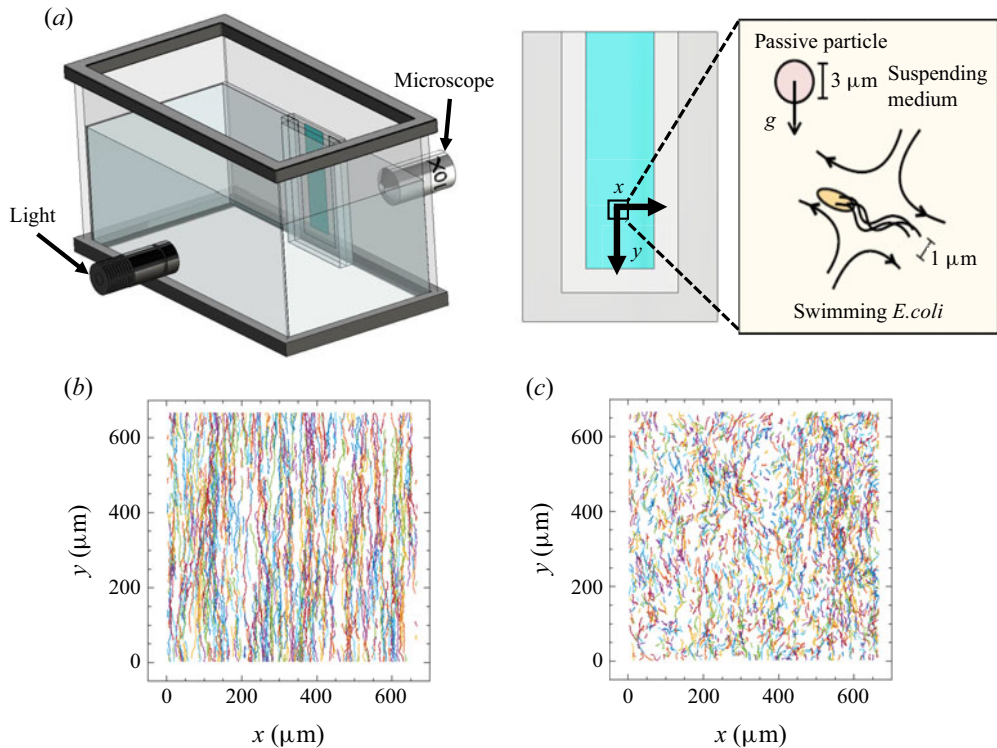 (a)
Microscope
10X
Light
x
y
Passive particle
3 μm
Suspending
medium
g
1 μm
Swimming E.coli
(b)
600
400
200
0
y (μm)
0 200 400 600
x (μm)
(c)
600
400
200
0
y (μm)
0 200 400 600
x (μm)